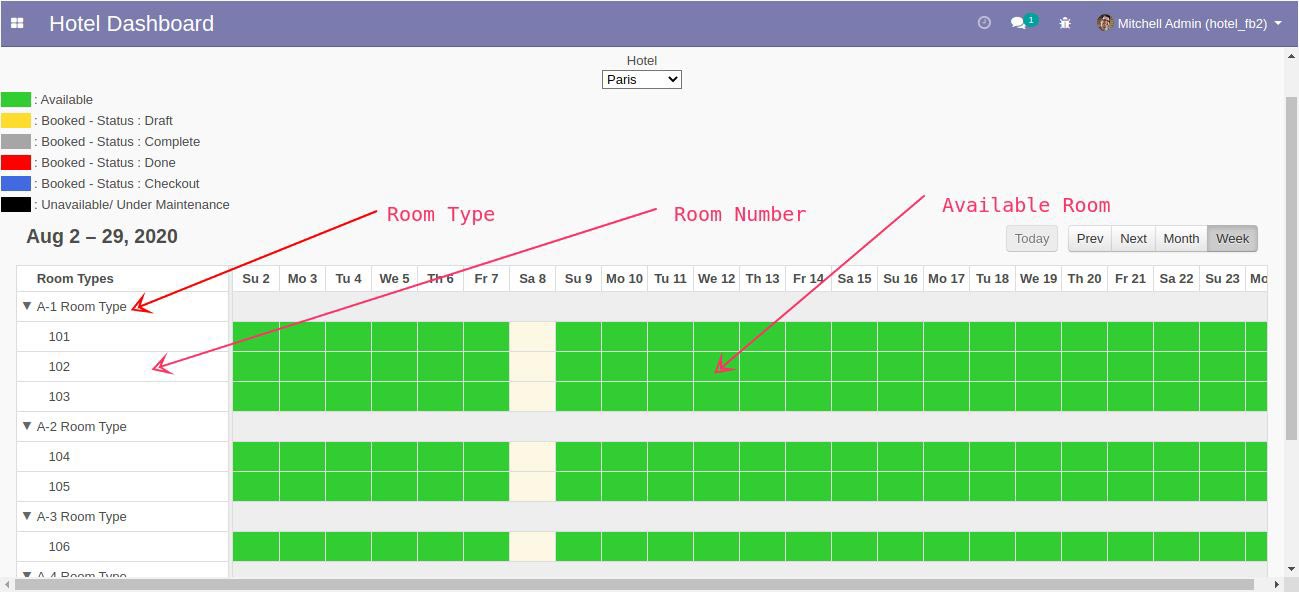 Hotel Dashboard
1
Mitchell Admin (hotel_fb2)
Hotel
Paris
: Available
: Booked - Status : Draft
: Booked - Status : Complete
: Booked - Status : Done
: Booked - Status : Checkout
: Unavailable/ Under Maintenance
Room Type
Room Number
Available Room
Aug 2 – 29, 2020
Today Prev Next Month Week
Room Types Su 2 Mo 3 Tu 4 We 5 Th 6 Fr 7 Sa 8 Su 9 Mo 10 Tu 11 We 12 Th 13 Fr 14 Sa 15 Su 16 Mo 17 Tu 18 We 19 Th 20 Fr 21 Sa 22 Su 23 Mo
A-1 Room Type
101
102
103
A-2 Room Type
104
105
A-3 Room Type
106
A-4 Room Type